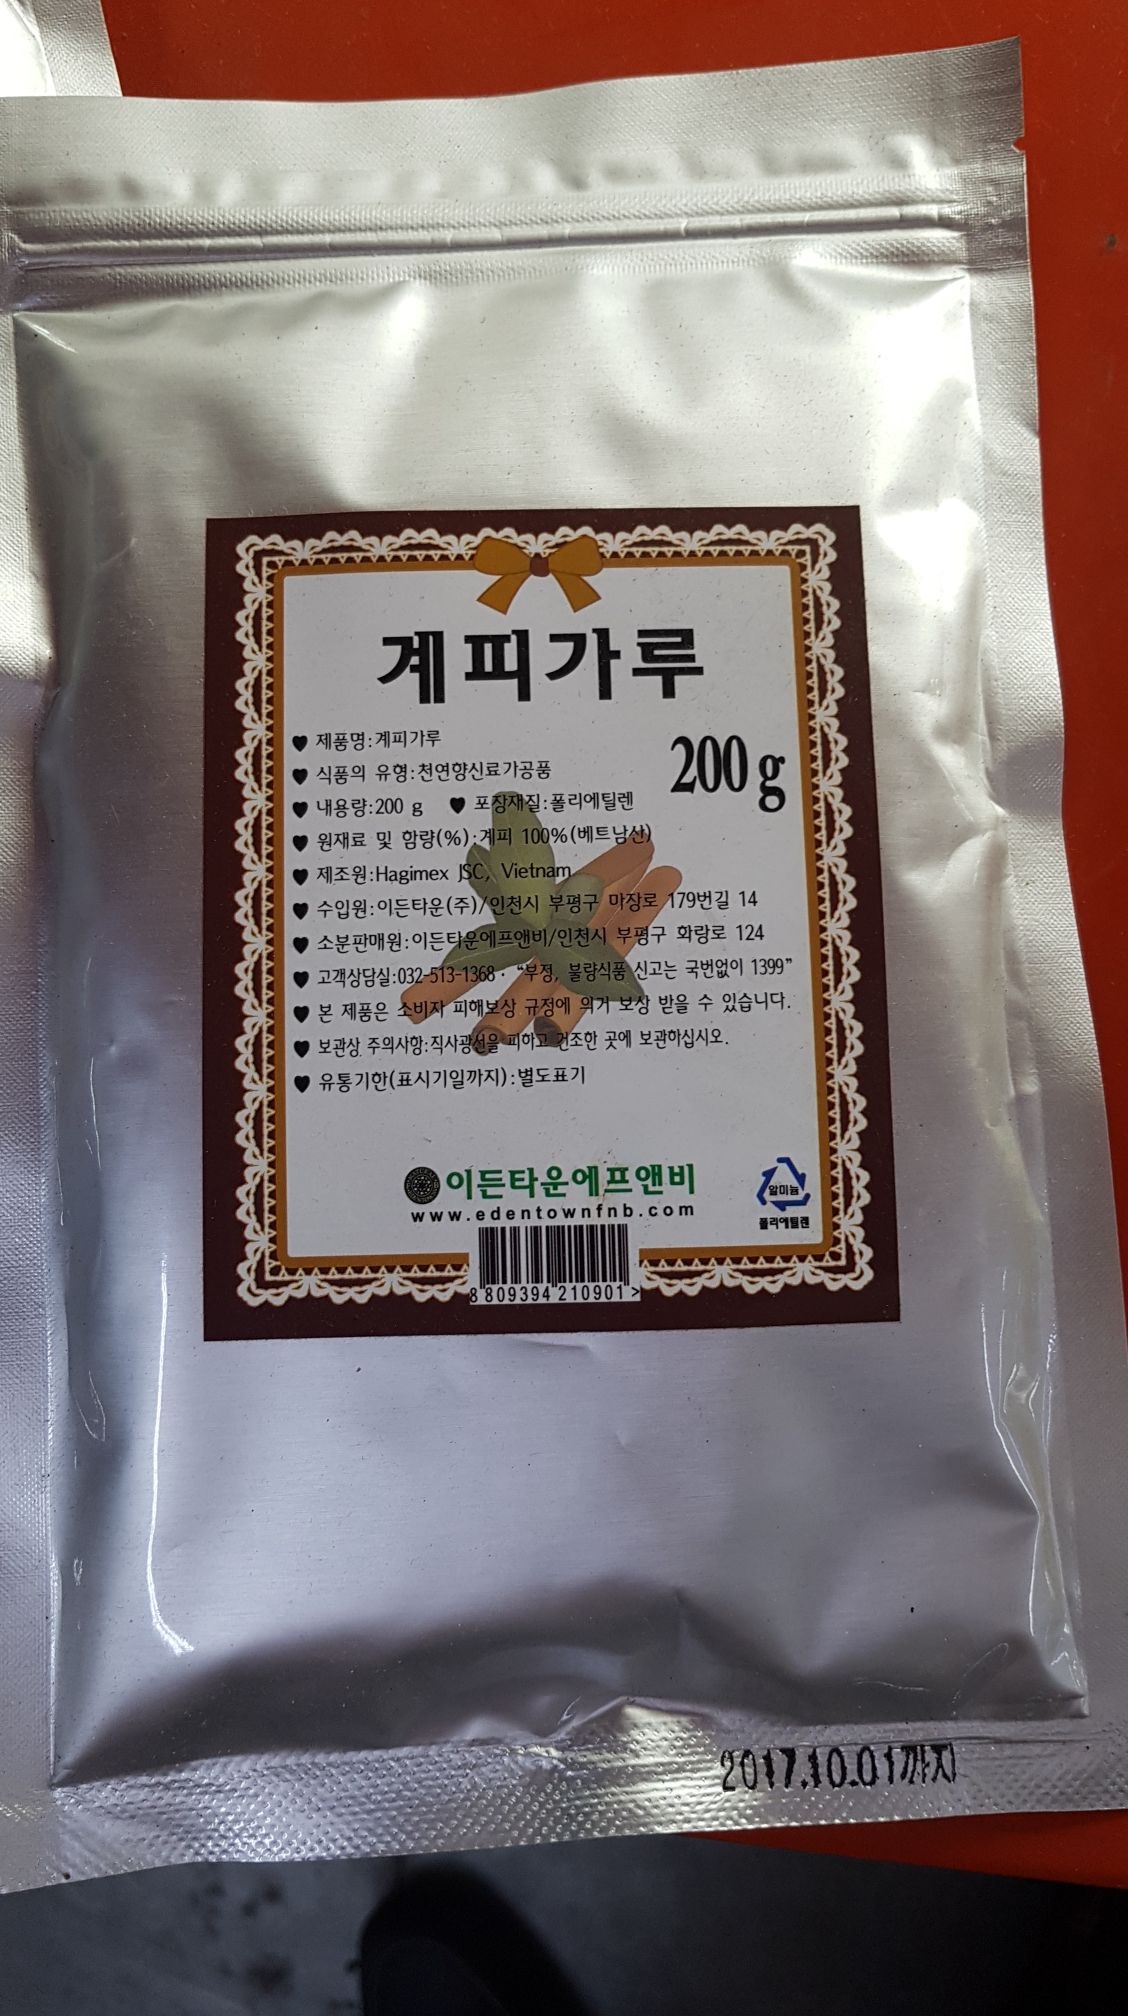 계피가루
♥ 제품명:계피가루
200 g
♥ 식품의 유형:천연향신료가공품
♥ 내용량:200 g ♥ 포장재질:폴리에틸렌
♥ 원재료 및 함량(%):계피 100%(베트남산)
♥ 제조원:Hagimex JSC, Vietnam
♥ 수입원:이든타운(주)/인천시 부평구 마장로 179번길 14
♥ 소분판매원:이든타운에프앤비/인천시 부평구 화랑로 124
♥ 고객상담실:032-513-1368 · “부정, 불량식품 신고는 국번없이 1399”
♥ 본 제품은 소비자 피해보상 규정에 의거 보상 받을 수 있습니다.
♥ 보관상 주의사항:직사광선을 피하고 건조한 곳에 보관하십시오.
♥ 유통기한(표시기일까지):별도표기
이든타운에프앤비
www.edentownfnb.com
알미늄
폴리에틸렌
8 809394 210901 >
2017.10.01까지